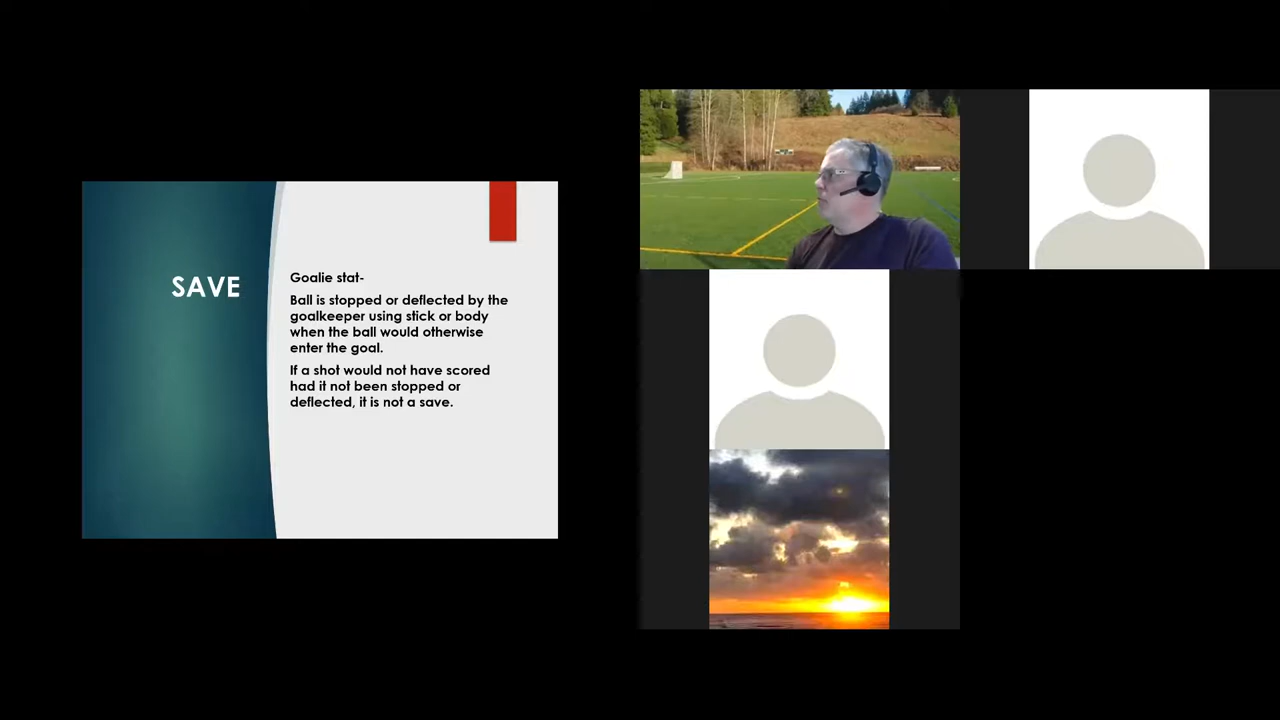 SAVE
Goalie stat-
Ball is stopped or deflected by the
goalkeeper using stick or body
when the ball would otherwise
enter the goal.
If a shot would not have scored
had it not been stopped or
deflected, it is not a save.